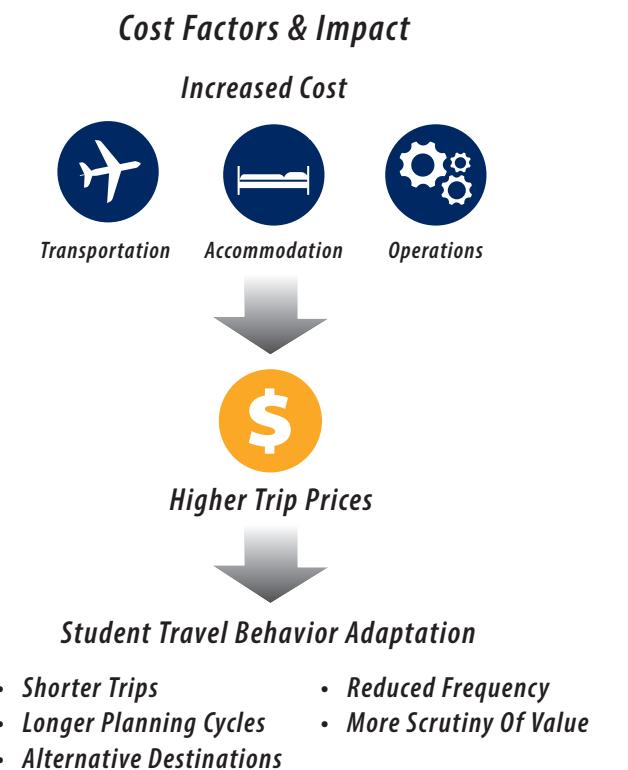 Cost Factors & Impact
Increased Cost
Transportation
Accommodation
Operations
$
Higher Trip Prices
Student Travel Behavior Adaptation
• Shorter Trips
• Longer Planning Cycles
• Alternative Destinations
• Reduced Frequency
• More Scrutiny Of Value